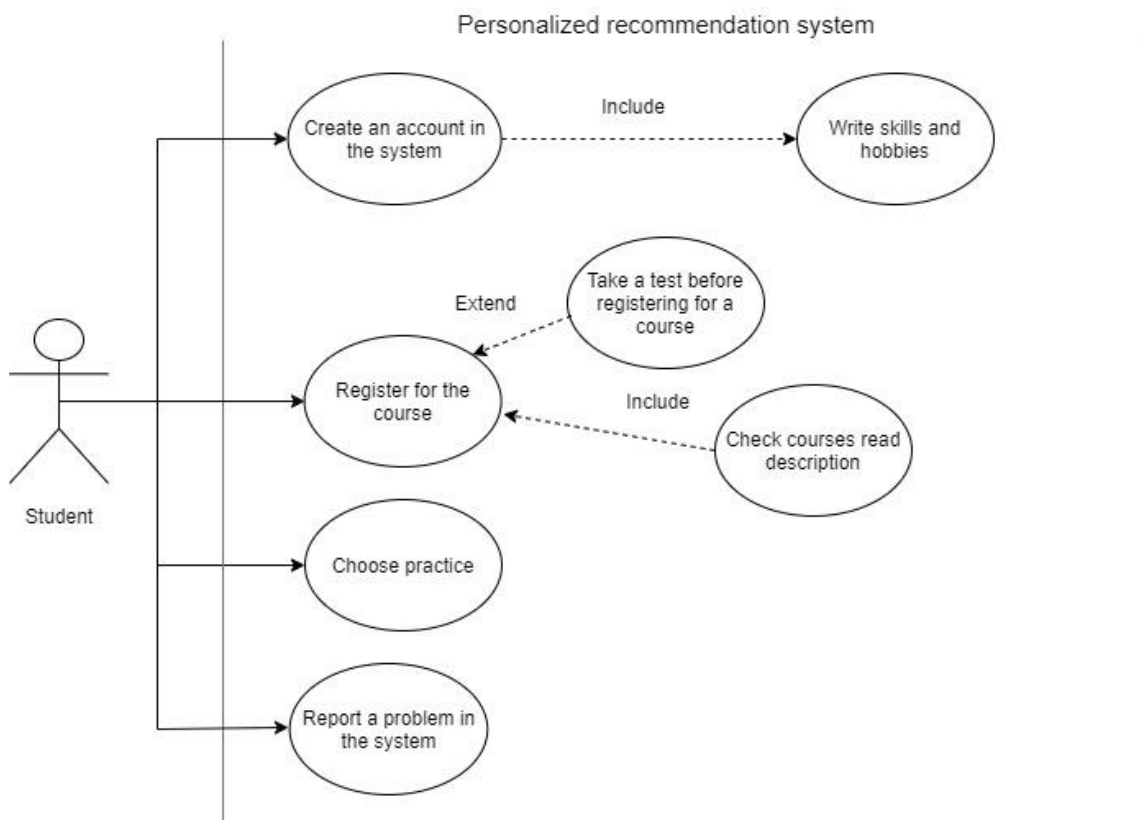 Personalized recommendation system
Create an account in
the system
Include
Write skills and
hobbies
Take a test before
registering for a
course
Extend
Register for the
course
Include
Check courses read
description
Student
Choose practice
Report a problem in
the system